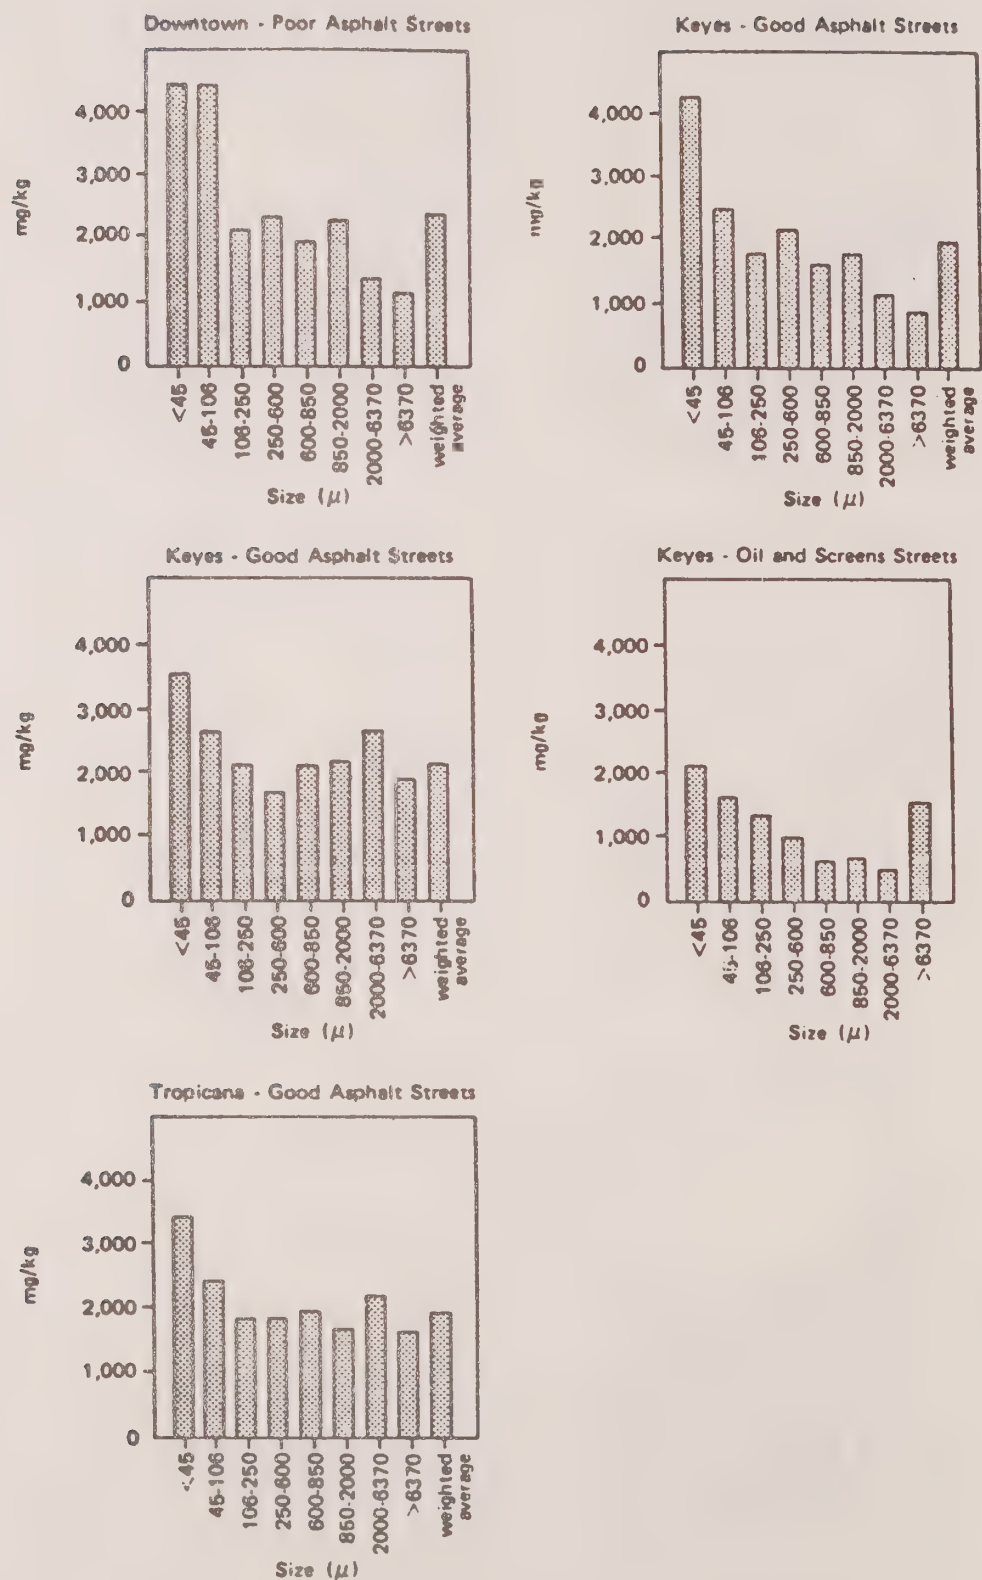 Downtown - Poor Asphalt Streets
mg/kg
4,000
3,000
2,000
1,000
0
<45
45-106
106-250
250-600
600-850
850-2000
2000-6370
>6370
weighted
average
Size (μ)
Keyes - Good Asphalt Streets
mg/kg
4,000
3,000
2,000
1,000
0
<45
45-106
106-250
250-600
600-850
850-2000
2000-6370
>6370
weighted
average
Size (μ)
Keyes - Good Asphalt Streets
mg/kg
4,000
3,000
2,000
1,000
0
<45
45-106
106-250
250-600
600-850
850-2000
2000-6370
>6370
weighted
average
Size (μ)
Keyes - Oil and Screens Streets
mg/kg
4,000
3,000
2,000
1,000
0
<45
45-106
106-250
250-600
600-850
850-2000
2000-6370
>6370
Size (μ)
Tropicana - Good Asphalt Streets
mg/kg
4,000
3,000
2,000
1,000
0
<45
45-106
106-250
250-600
600-850
850-2000
2000-6370
>6370
weighted
average
Size (μ)